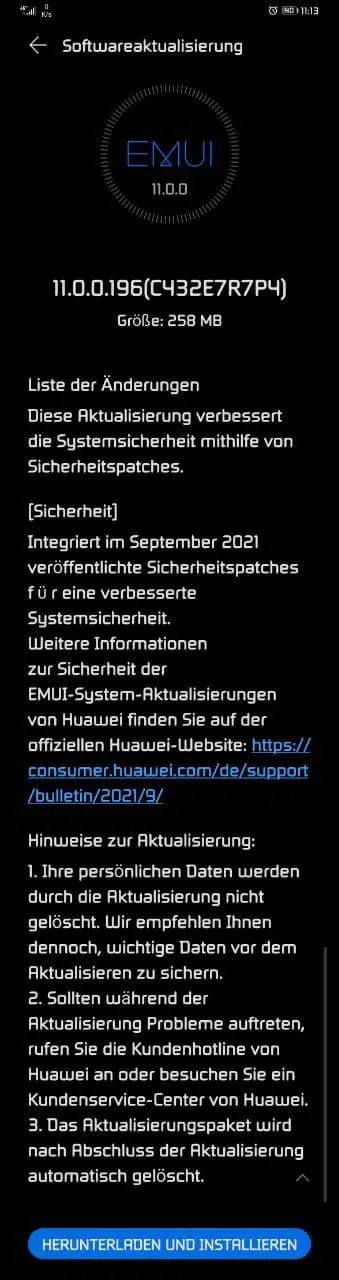 4G
0
K/s
11:13
Softwareaktualisierung
EMUI
11.0.0
11.0.0.196(C432E7R7P4)
Größe: 258 MB
Liste der Änderungen
Diese Aktualisierung verbessert
die Systemsicherheit mithilfe von
Sicherheitspatches.
[Sicherheit]
Integriert im September 2021
veröffentlichte Sicherheitspatches
f ü r eine verbesserte
Systemsicherheit.
Weitere Informationen
zur Sicherheit der
EMUI-System-Aktualisierungen
von Huawei finden Sie auf der
offiziellen Huawei-Website: https://
consumer.huawei.com/de/support
/bulletin/2021/9/
Hinweise zur Aktualisierung:
1. Ihre persönlichen Daten werden
durch die Aktualisierung nicht
gelöscht. Wir empfehlen Ihnen
dennoch, wichtige Daten vor dem
Aktualisieren zu sichern.
2. Sollten während der
Aktualisierung Probleme auftreten,
rufen Sie die Kundenhotline von
Huawei an oder besuchen Sie ein
Kundenservice-Center von Huawei.
3. Das Aktualisierungspaket wird
nach Abschluss der Aktualisierung
automatisch gelöscht.
HERUNTERLADEN UND INSTALLIEREN